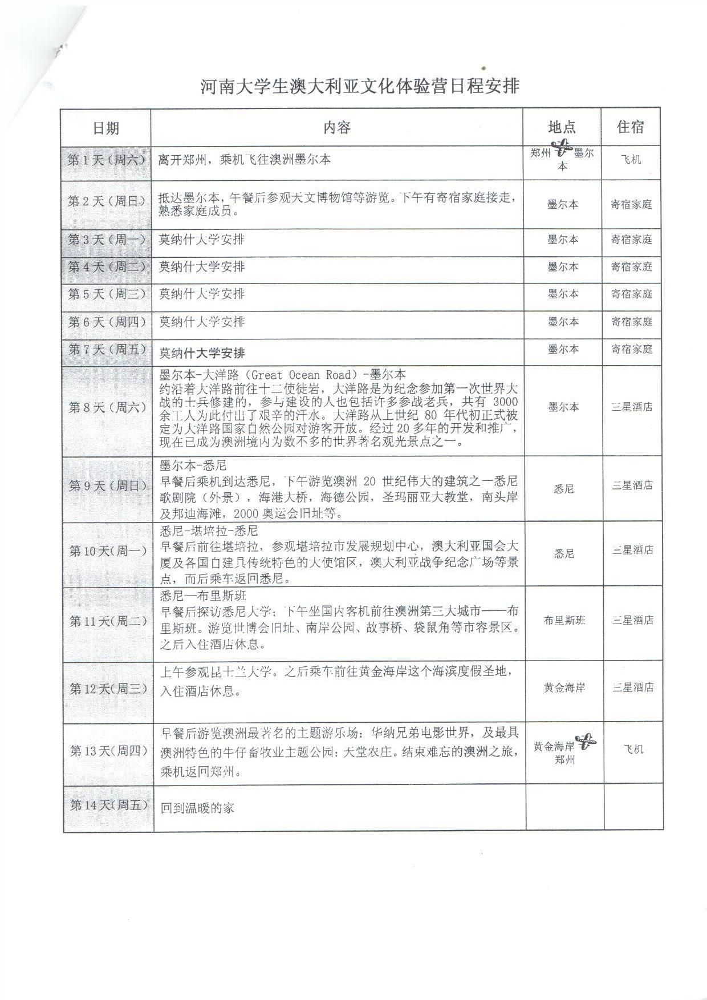 河南大学生澳大利亚文化体验营日程安排
日期 内容 地点 住宿
第1天(周六) 离开郑州，乘机飞往澳洲墨尔本 郑州 墨尔
本 飞机
第2天(周日) 抵达墨尔本，午餐后参观天文博物馆等游览。下午有寄宿家庭接走，
熟悉家庭成员。 墨尔本 寄宿家庭
第3天(周一) 莫纳什大学安排 墨尔本 寄宿家庭
第4天(周二) 莫纳什大学安排 墨尔本 寄宿家庭
第5天(周三) 莫纳什大学安排 墨尔本 寄宿家庭
第6天(周四) 莫纳什大学安排 墨尔本 寄宿家庭
第7天(周五) 莫纳什大学安排 墨尔本 寄宿家庭
第8天(周六) 墨尔本-大洋路（Great Ocean Road）-墨尔本
约沿着大洋路前往十二使徒岩，大洋路是为纪念参加第一次世界大
战的士兵修建的，参与建设的人也包括许多参战老兵，共有 3000
余工人为此付出了艰辛的汗水。大洋路从上世纪 80 年代初正式被
定为大洋路国家自然公园对游客开放。经过20多年的开发和推广，
现在已成为澳洲境内为数不多的世界著名观光景点之一。 墨尔本 三星酒店
第9天(周日) 墨尔本-悉尼
早餐后乘机到达悉尼，下午游览澳洲 20 世纪伟大的建筑之一悉尼
歌剧院（外景），海港大桥，海德公园，圣玛丽亚大教堂，南头岸
及邦迪海滩，2000奥运会旧址等。 悉尼 三星酒店
第10天(周一) 悉尼-堪培拉-悉尼
早餐后前往堪培拉，参观堪培拉市发展规划中心，澳大利亚国会大
厦及各国自建具传统特色的大使馆区，澳大利亚战争纪念广场等景
点，而后乘车返回悉尼。 悉尼 三星酒店
第11天(周二) 悉尼—布里斯班
早餐后探访悉尼大学；下午坐国内客机前往澳洲第三大城市——布
里斯班。游览世博会旧址、南岸公园、故事桥、袋鼠角等市容景区。
之后入住酒店休息。 布里斯班 三星酒店
第12天(周三) 上午参观昆士兰大学。之后乘车前往黄金海岸这个海滨度假圣地，
入住酒店休息。 黄金海岸 三星酒店
第13天(周四) 早餐后游览澳洲最著名的主题游乐场：华纳兄弟电影世界，及最具
澳洲特色的牛仔畜牧业主题公园：天堂农庄。结束难忘的澳洲之旅，
乘机返回郑州。 黄金海岸
郑州 飞机
第14天(周五) 回到温暖的家